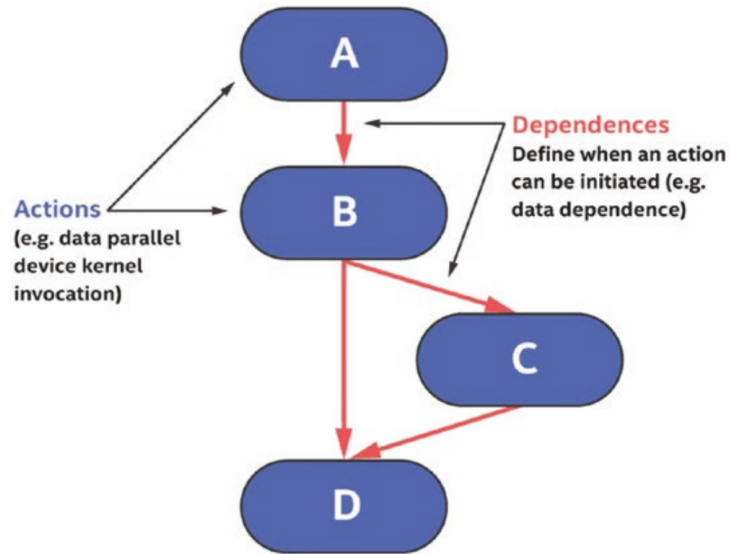 A
Dependences
Define when an action
can be initiated (e.g.
data dependence)
B
Actions
(e.g. data parallel
device kernel
invocation)
C
D